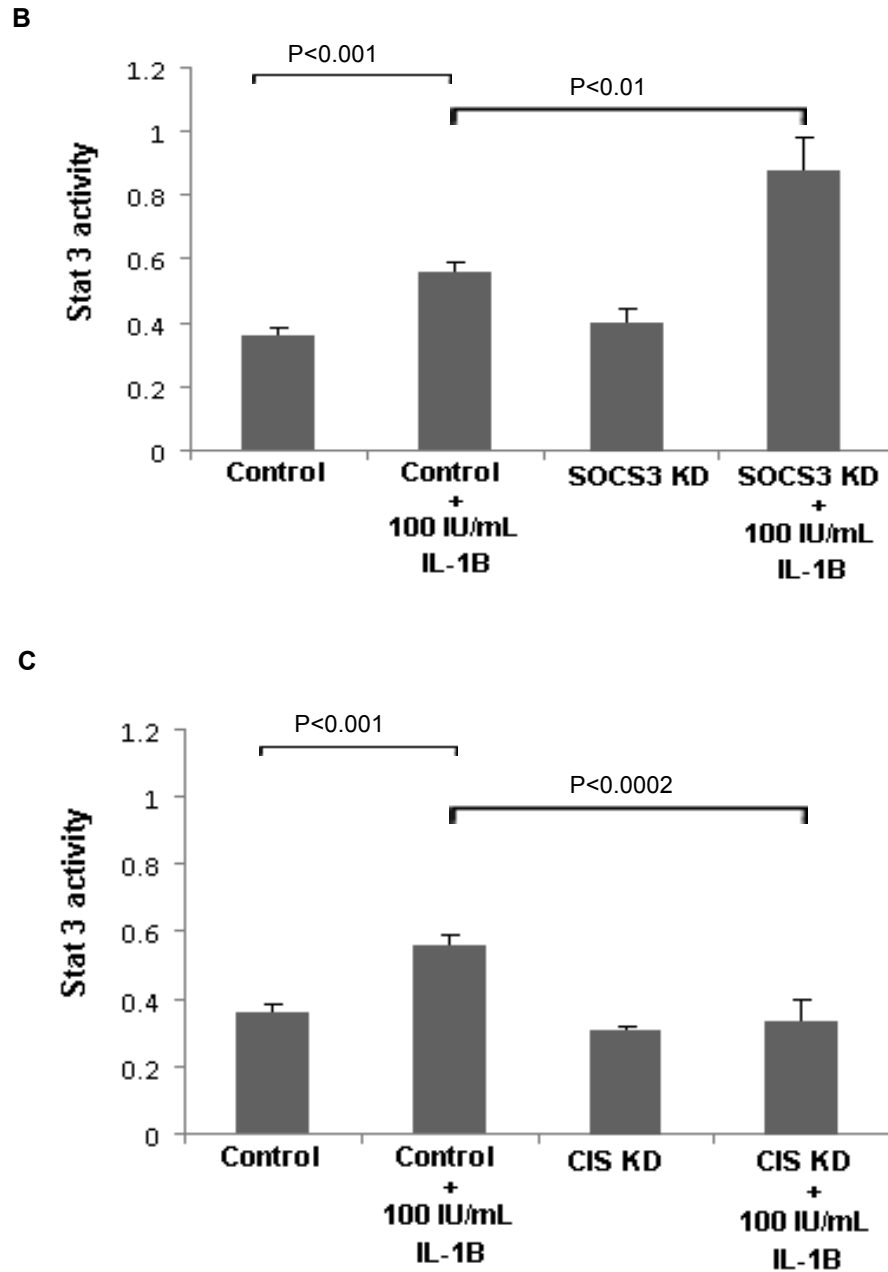 B
P<0.001
P<0.01
1.2
1
0.8
0.6
0.4
0.2
0
Stat 3 activity
Control
Control
+
100 IU/mL
IL-1B
SOCS3 KD
SOCS3 KD
+
100 IU/mL
IL-1B
C
P<0.001
P<0.0002
1.2
1
0.8
0.6
0.4
0.2
0
Stat 3 activity
Control
Control
+
100 IU/mL
IL-1B
CIS KD
CIS KD
+
100 IU/mL
IL-1B